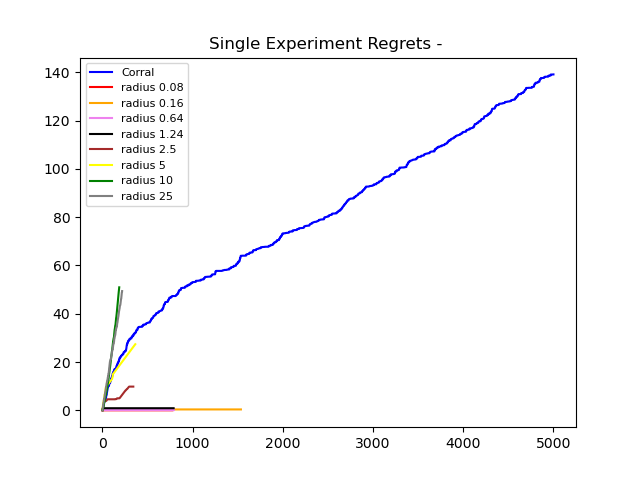 Single Experiment Regrets -
140
120
100
80
60
40
20
0
Corral
radius 0.08
radius 0.16
radius 0.64
radius 1.24
radius 2.5
radius 5
radius 10
radius 25
0 1000 2000 3000 4000 5000